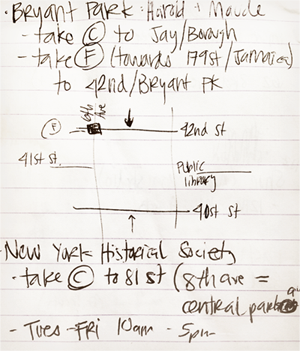 · Bryant Park: Harold + Maude
- take Ⓒ to Jay/Borough
- take Ⓕ (towards 179st/Jamaica)
to 42nd/Bryant PK
6th Ave
Ⓕ
42nd st
41st st
Public library
40st st
· New York Historical Society
- take Ⓒ to 81st (8th ave =
central park
- Tues - Fri 10am - 5pm